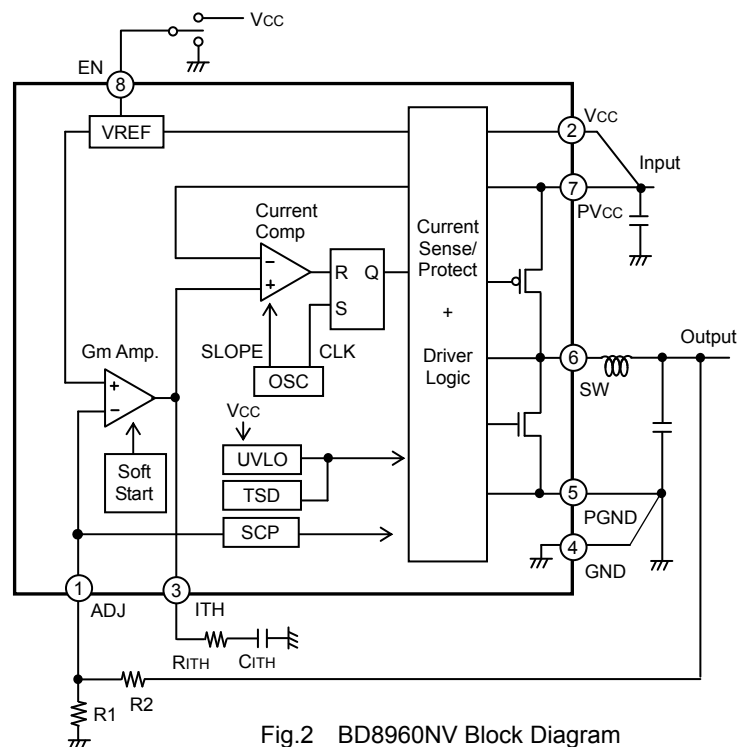 VCC
EN
8
VREF
2
VCC
Input
7
PVCC
Current
Comp
Current
Sense/
Protect
+
Driver
Logic
−
+
R
Q
S
SLOPE
CLK
OSC
Gm Amp.
+
−
Soft
Start
VCC
UVLO
TSD
SCP
Output
6
SW
5
PGND
4
GND
1
ADJ
3
ITH
RITH
CITH
R2
R1
Fig.2 BD8960NV Block Diagram